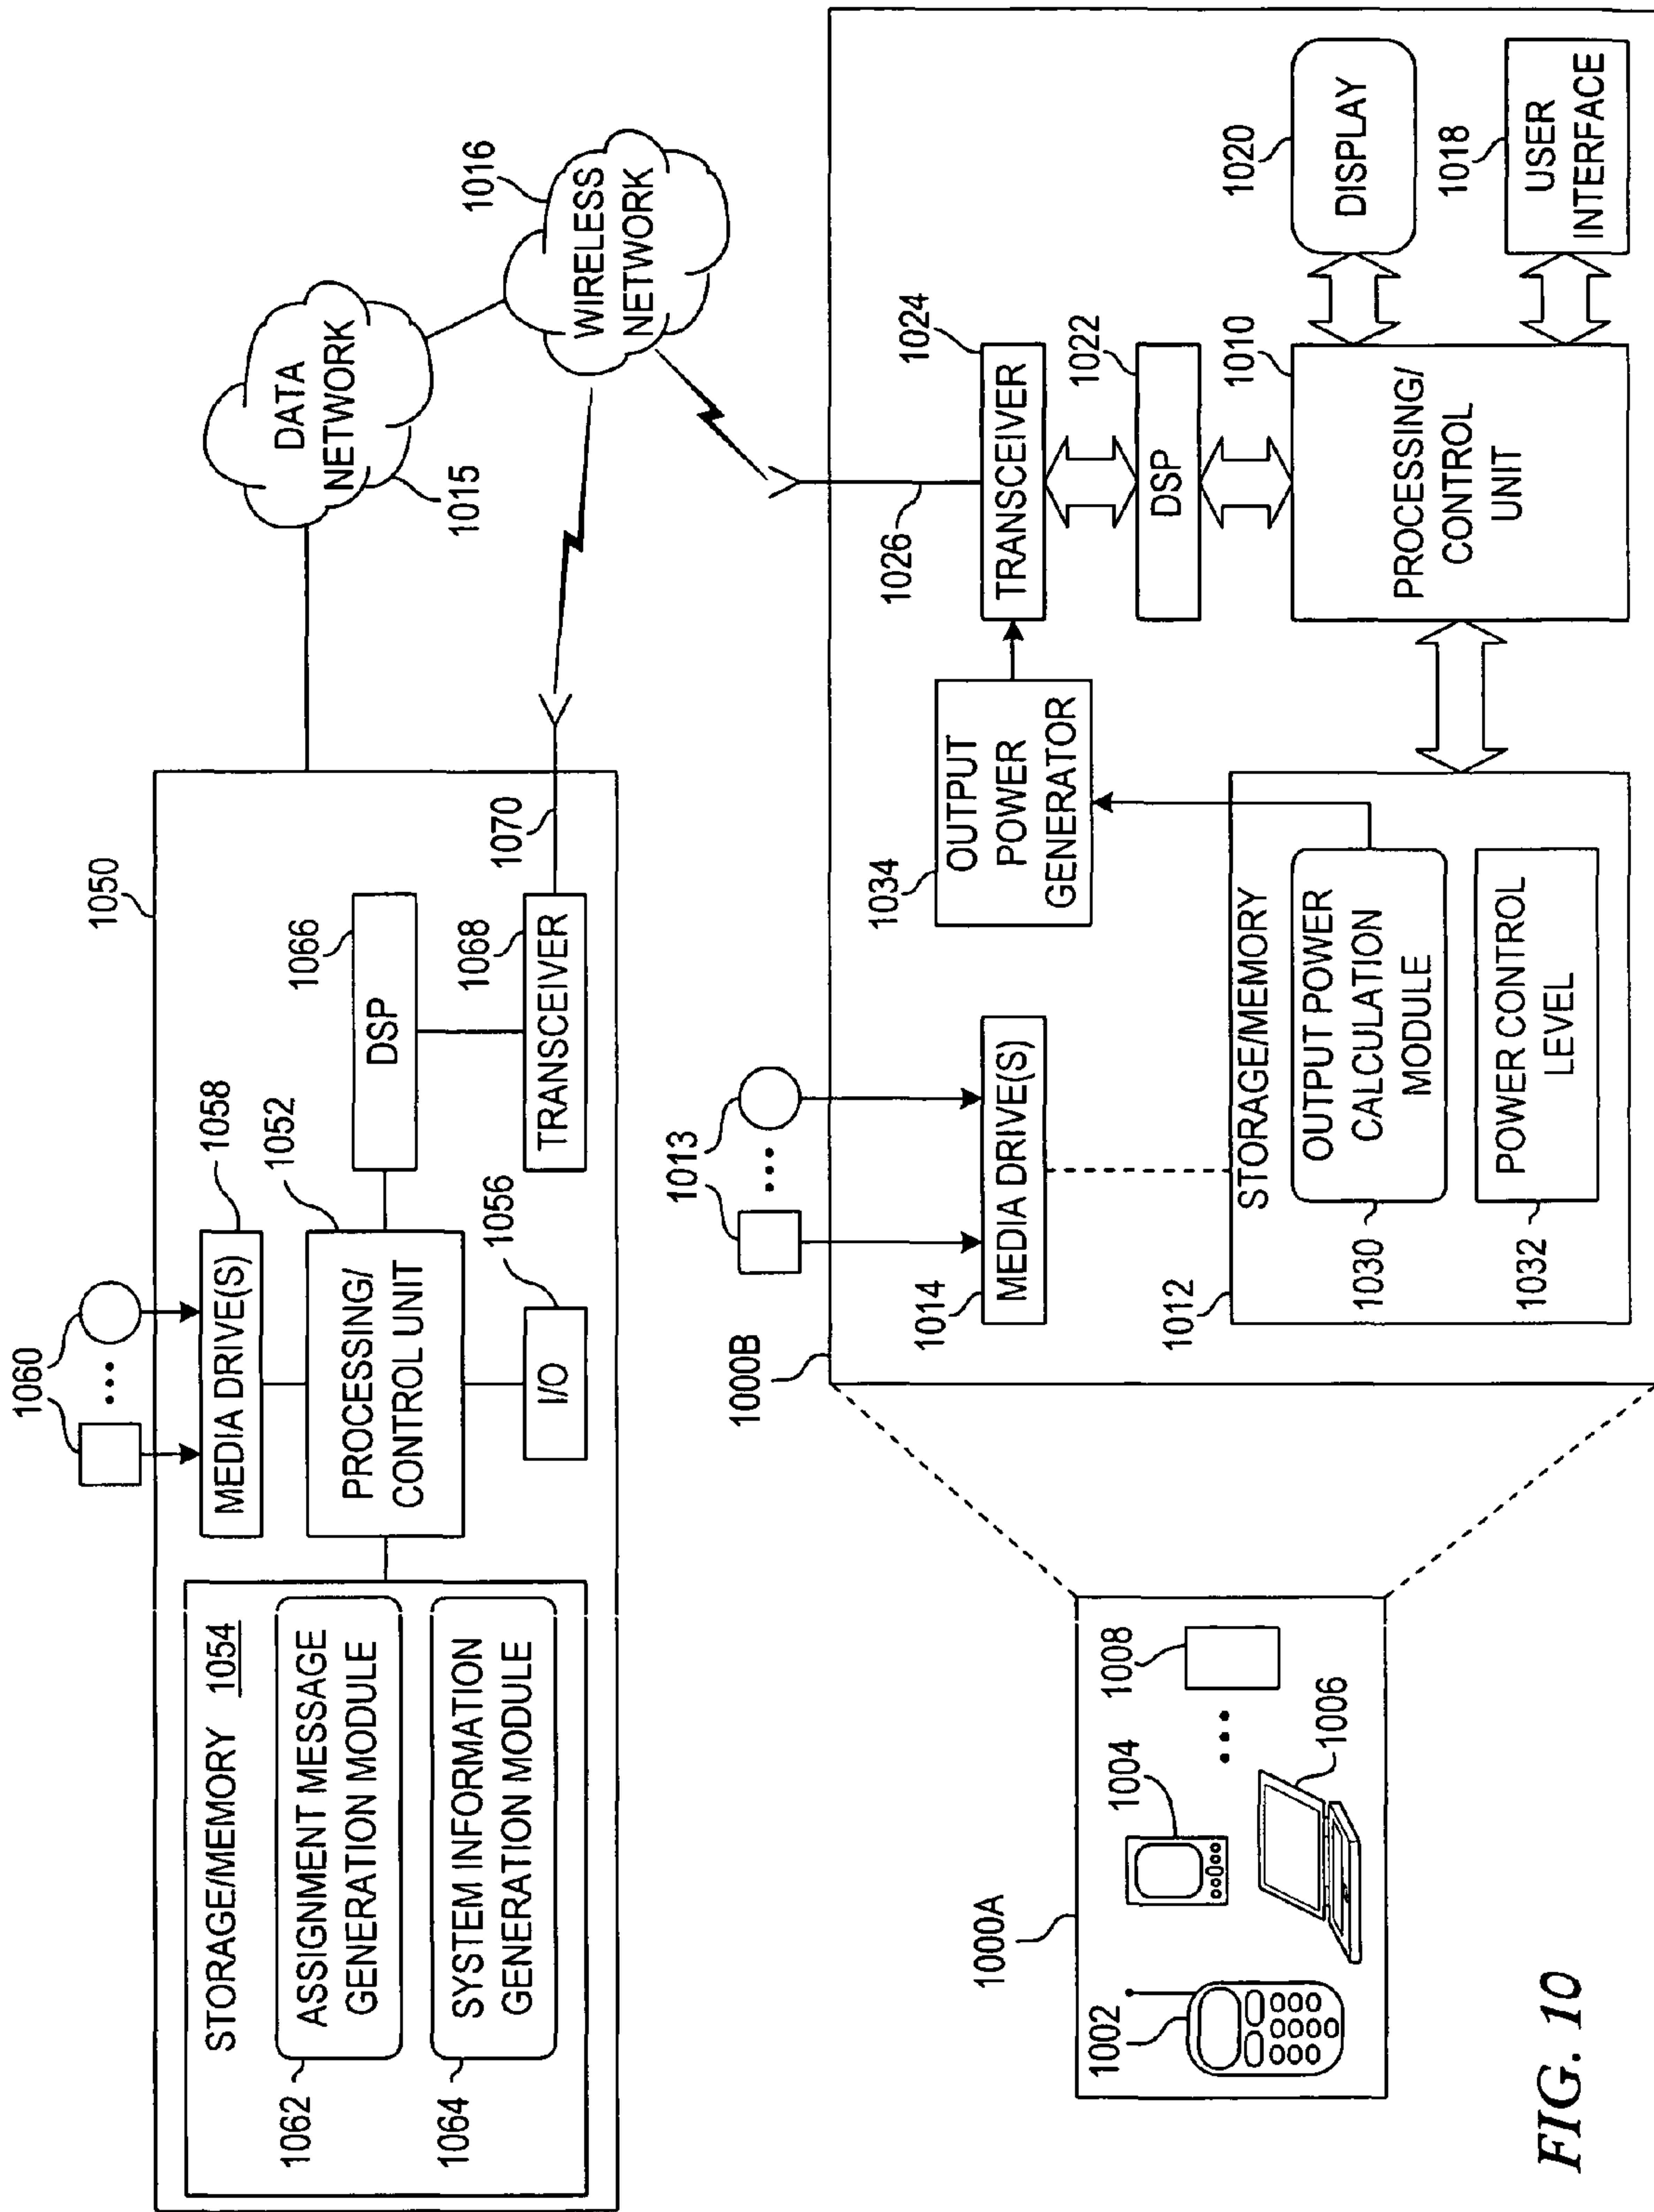 1060
1050
MEDIA DRIVE(S)
1058
STORAGE/MEMORY 1054
PROCESSING/
CONTROL UNIT
1052
DSP
1066
ASSIGNMENT MESSAGE
GENERATION MODULE
1062
SYSTEM INFORMATION
GENERATION MODULE
1064
I/O
1056
TRANSCEIVER
1068
1070
DATA
NETWORK
1015
WIRELESS
NETWORK
1016
1000B
1013
MEDIA DRIVE(S)
1014
OUTPUT
POWER
GENERATOR
1034
1026
TRANSCEIVER
1024
DSP
1022
STORAGE/MEMORY
1012
OUTPUT POWER
CALCULATION
MODULE
1030
POWER CONTROL
LEVEL
1032
PROCESSING/
CONTROL
UNIT
1010
DISPLAY
1020
USER
INTERFACE
1018
1000A
1002
1004
1006
1008
FIG. 10